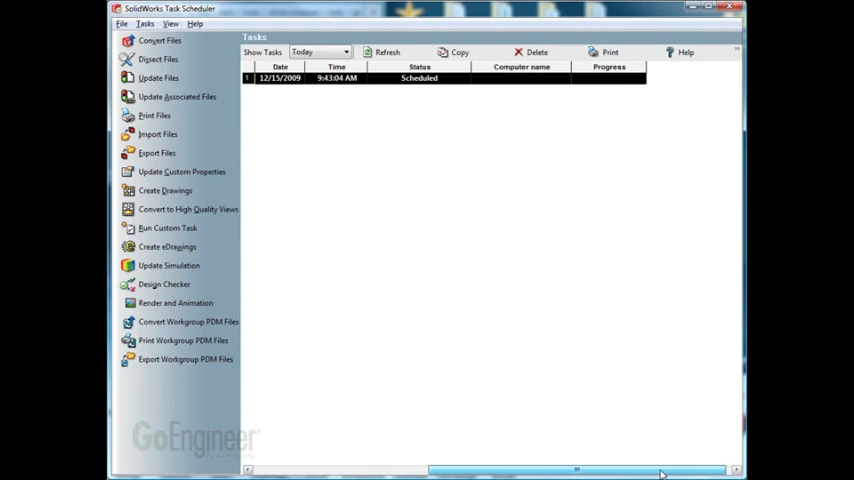 SolidWorks Task Scheduler
File Tasks View Help
Convert Files
Dissect Files
Update Files
Update Associated Files
Print Files
Import Files
Export Files
Update Custom Properties
Create Drawings
Convert to High Quality Views
Run Custom Task
Create eDrawings
Update Simulation
Design Checker
Render and Animation
Convert Workgroup PDM Files
Print Workgroup PDM Files
Export Workgroup PDM Files
GoEngineer
Tasks
Show Tasks Today Refresh Copy Delete Print Help
Date Time Status Computer name Progress
1 12/15/2009 9:43:04 AM Scheduled